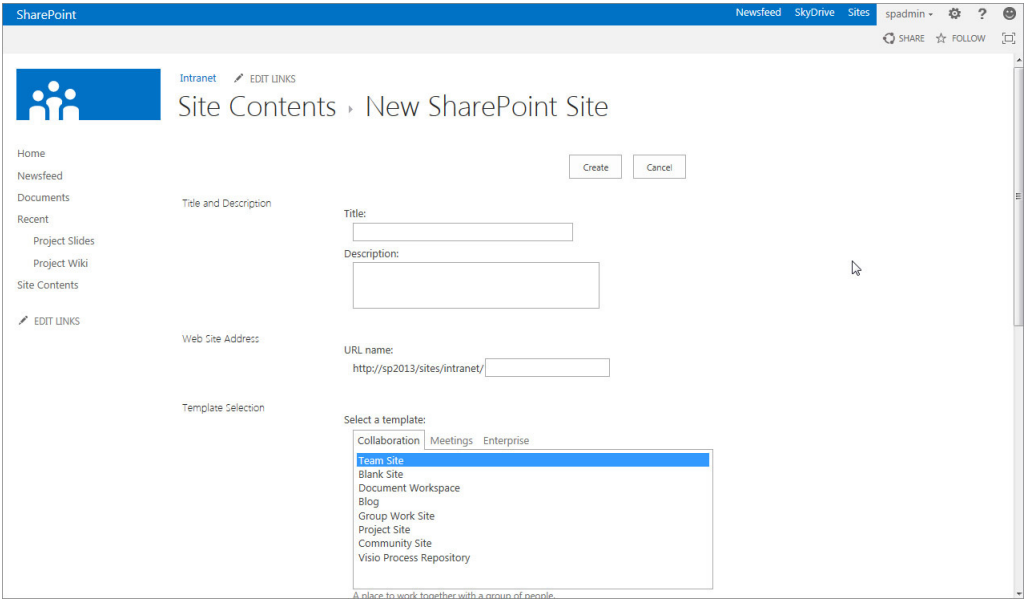 SharePoint
Newsfeed SkyDrive Sites spadmin ?
SHARE FOLLOW
Intranet EDIT LINKS
Site Contents New SharePoint Site
Home
Newsfeed
Documents
Recent
Project Slides
Project Wiki
Site Contents
EDIT LINKS
Create Cancel
Title and Description
Title:
Description:
Web Site Address
URL name:
http://sp2013/sites/intranet/
Template Selection
Select a template:
Collaboration Meetings Enterprise
Team Site
Blank Site
Document Workspace
Blog
Group Work Site
Project Site
Community Site
Visio Process Repository
A place to work together with a group of people.